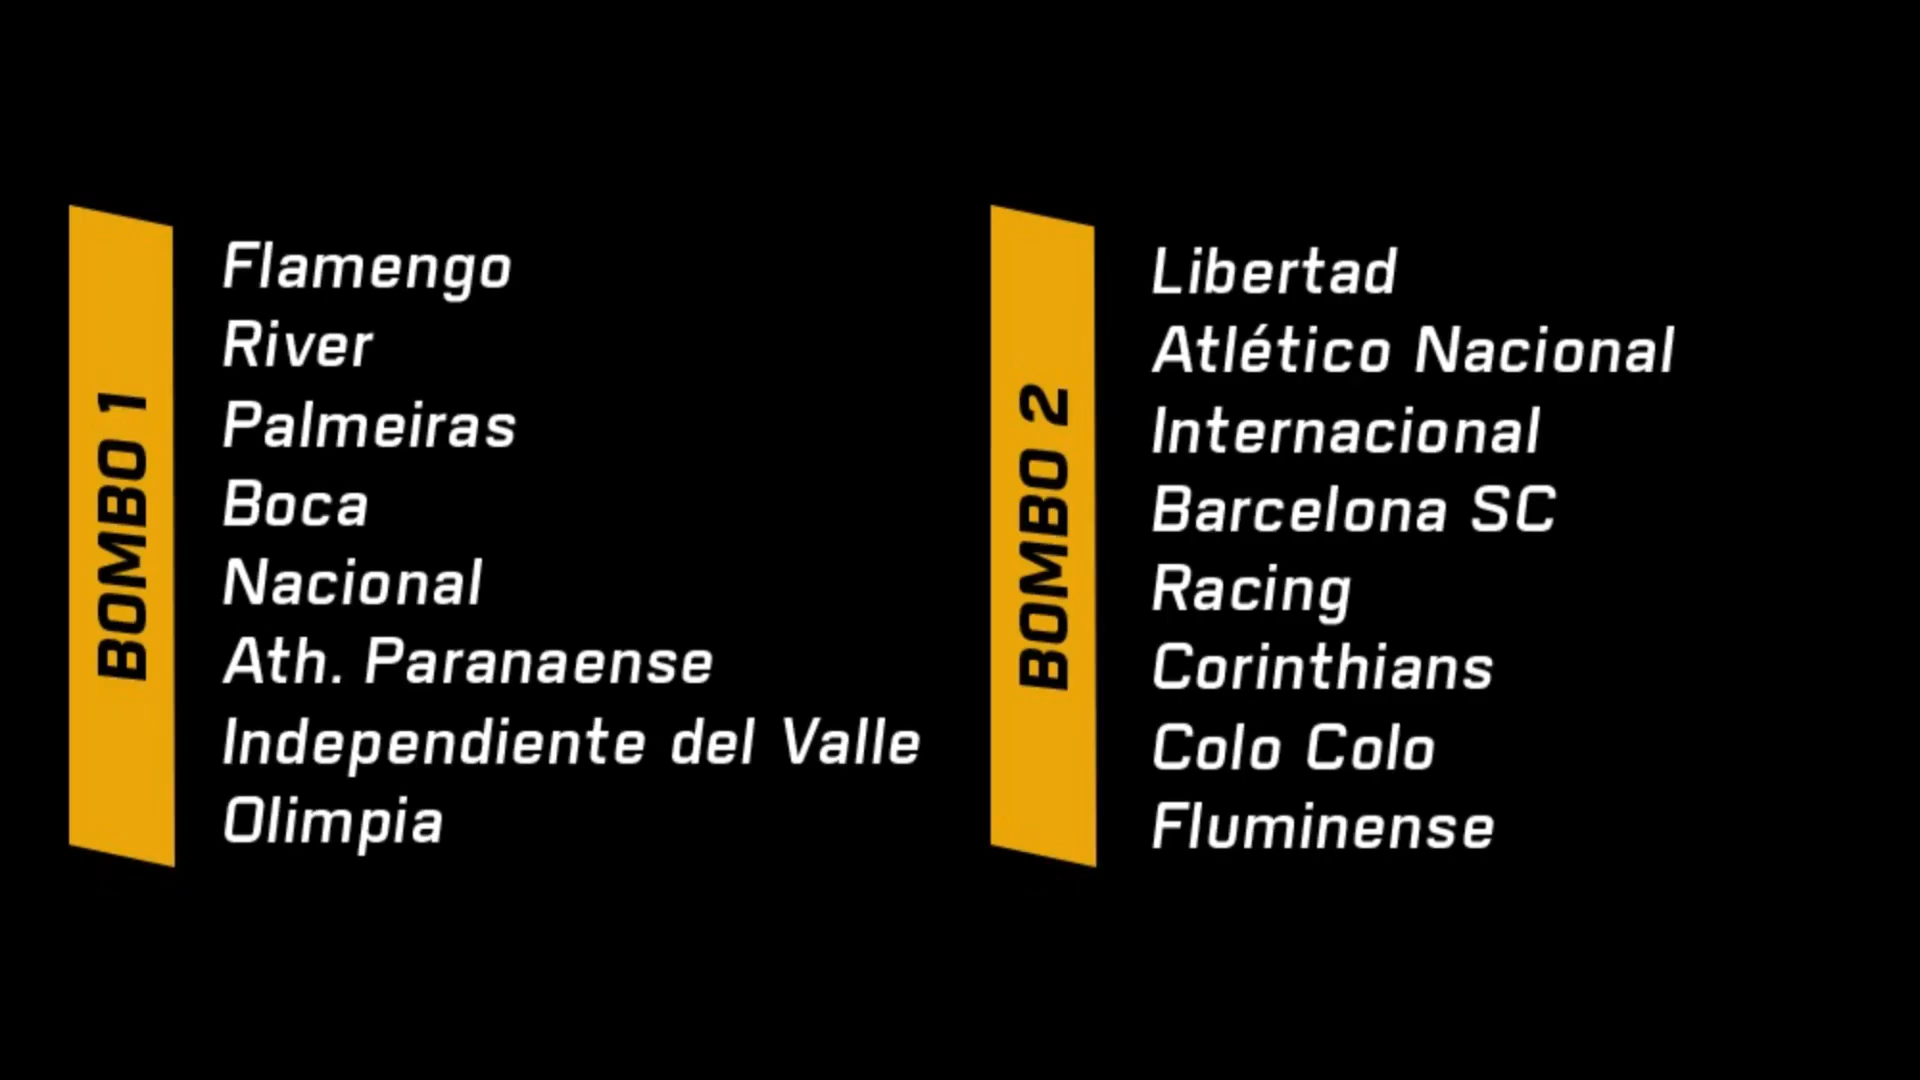 BOMBO 1
Flamengo
River
Palmeiras
Boca
Nacional
Ath. Paranaense
Independiente del Valle
Olimpia
BOMBO 2
Libertad
Atlético Nacional
Internacional
Barcelona SC
Racing
Corinthians
Colo Colo
Fluminense